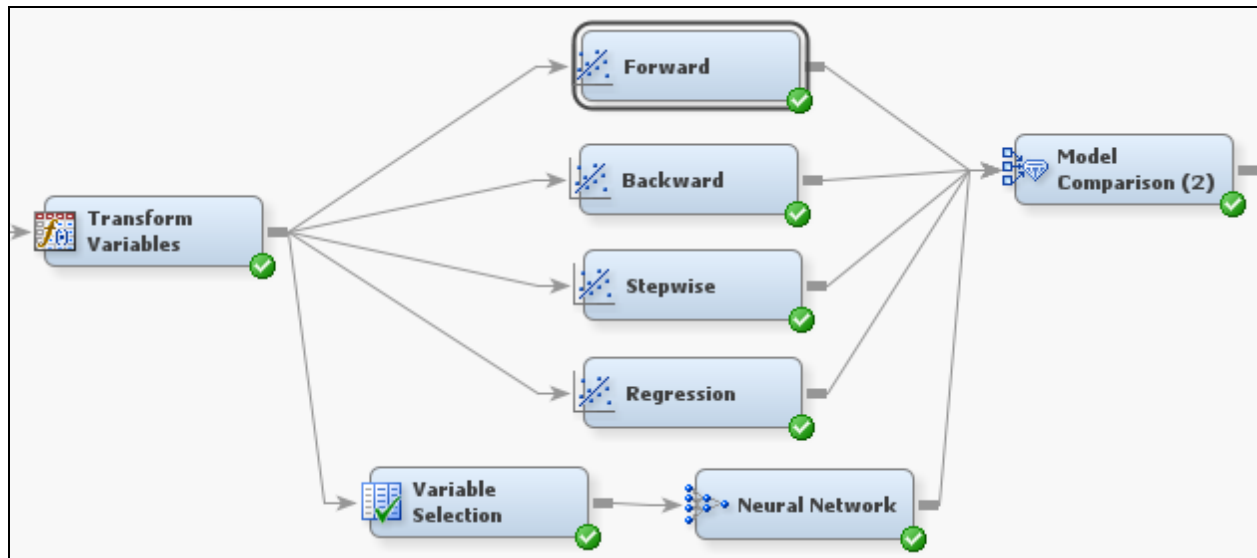 Forward
Backward
Model
Comparison (2)
Transform
Variables
Stepwise
Regression
Variable
Selection
Neural Network